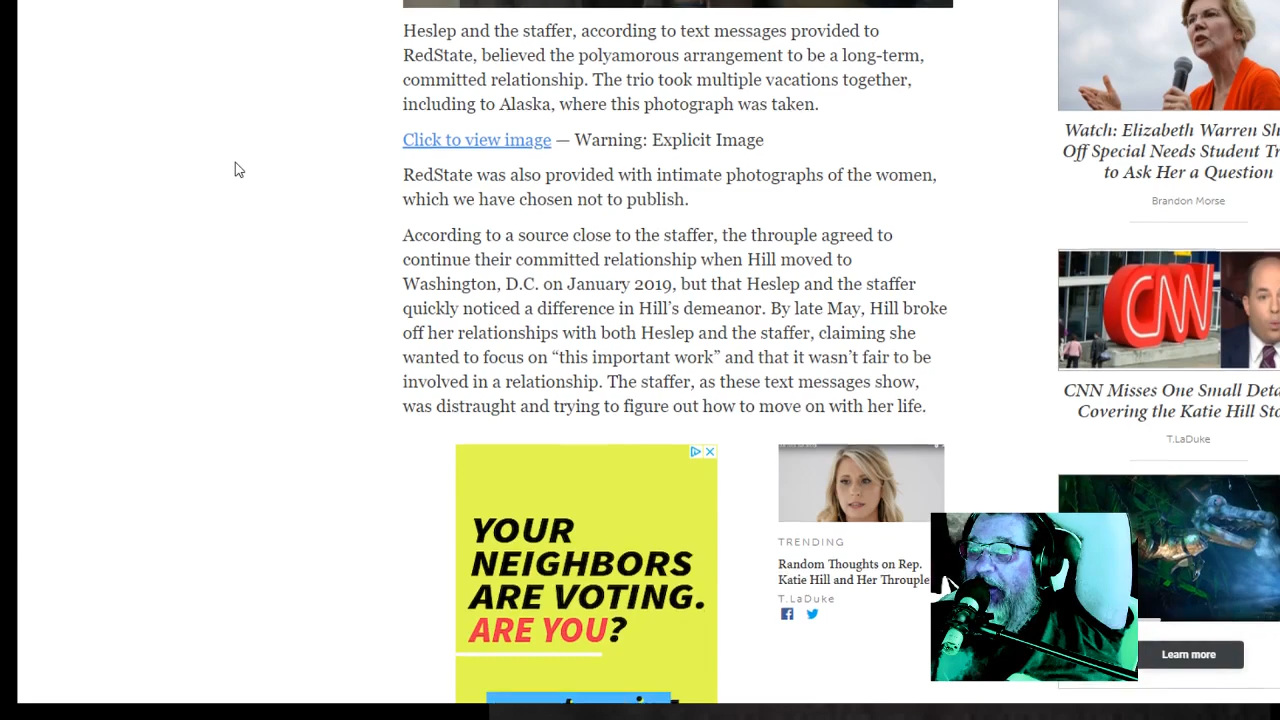 Heslep and the staffer, according to text messages provided to
RedState, believed the polyamorous arrangement to be a long-term,
committed relationship. The trio took multiple vacations together,
including to Alaska, where this photograph was taken.
Click to view image — Warning: Explicit Image
RedState was also provided with intimate photographs of the women,
which we have chosen not to publish.
According to a source close to the staffer, the throuple agreed to
continue their committed relationship when Hill moved to
Washington, D.C. on January 2019, but that Heslep and the staffer
quickly noticed a difference in Hill's demeanor. By late May, Hill broke
off her relationships with both Heslep and the staffer, claiming she
wanted to focus on “this important work” and that it wasn't fair to be
involved in a relationship. The staffer, as these text messages show,
was distraught and trying to figure out how to move on with her life.
YOUR
NEIGHBORS
ARE VOTING.
ARE YOU?
TRENDING
Random Thoughts on Rep.
Katie Hill and Her Throuple
T.LaDuke
Watch: Elizabeth Warren
Off Special Needs Student
to Ask Her a Question
Brandon Morse
CNN
CNN Misses One Small
Covering the Katie Hill
T.LaDuke
Learn more